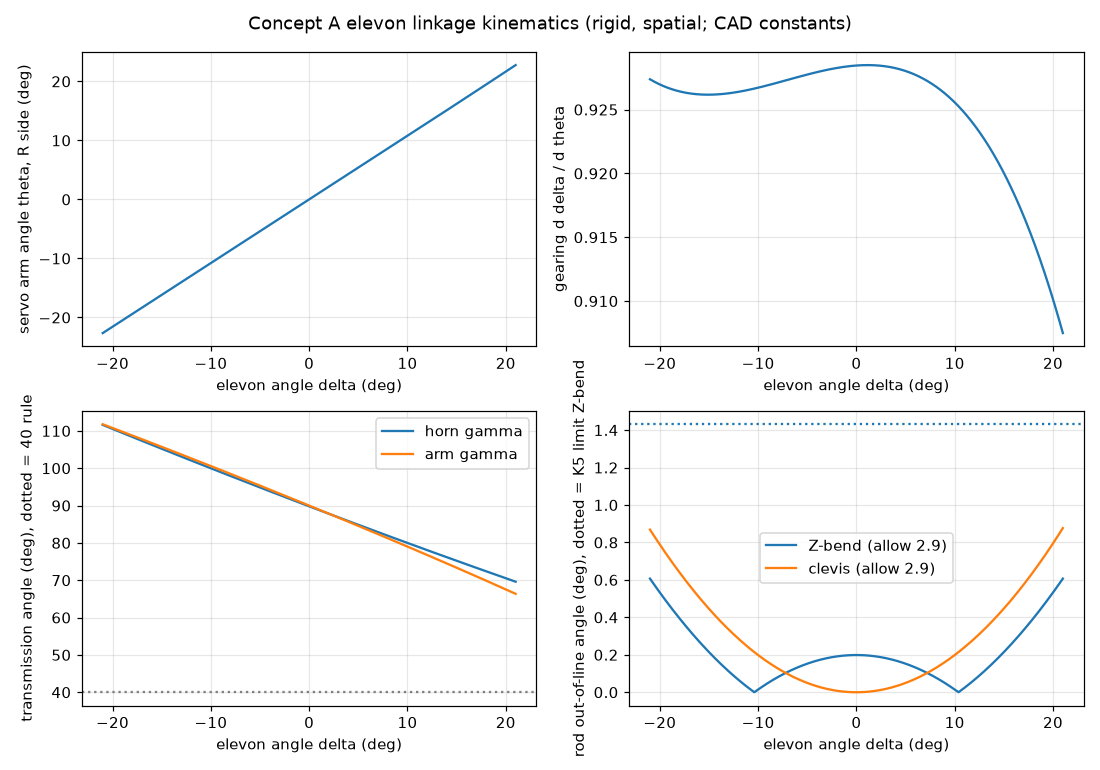 Concept A elevon linkage kinematics (rigid, spatial; CAD constants)
servo arm angle theta, R side (deg)
20
10
0
−10
−20
−20 −10 0 10 20
elevon angle delta (deg)
gearing d delta / d theta
0.925
0.920
0.915
0.910
−20 −10 0 10 20
elevon angle delta (deg)
transmission angle (deg), dotted = 40 rule
110
100
90
80
70
60
50
40
horn gamma
arm gamma
−20 −10 0 10 20
elevon angle delta (deg)
rod out-of-line angle (deg), dotted = K5 limit Z-bend
1.4
1.2
1.0
0.8
0.6
0.4
0.2
0.0
Z-bend (allow 2.9)
clevis (allow 2.9)
−20 −10 0 10 20
elevon angle delta (deg)